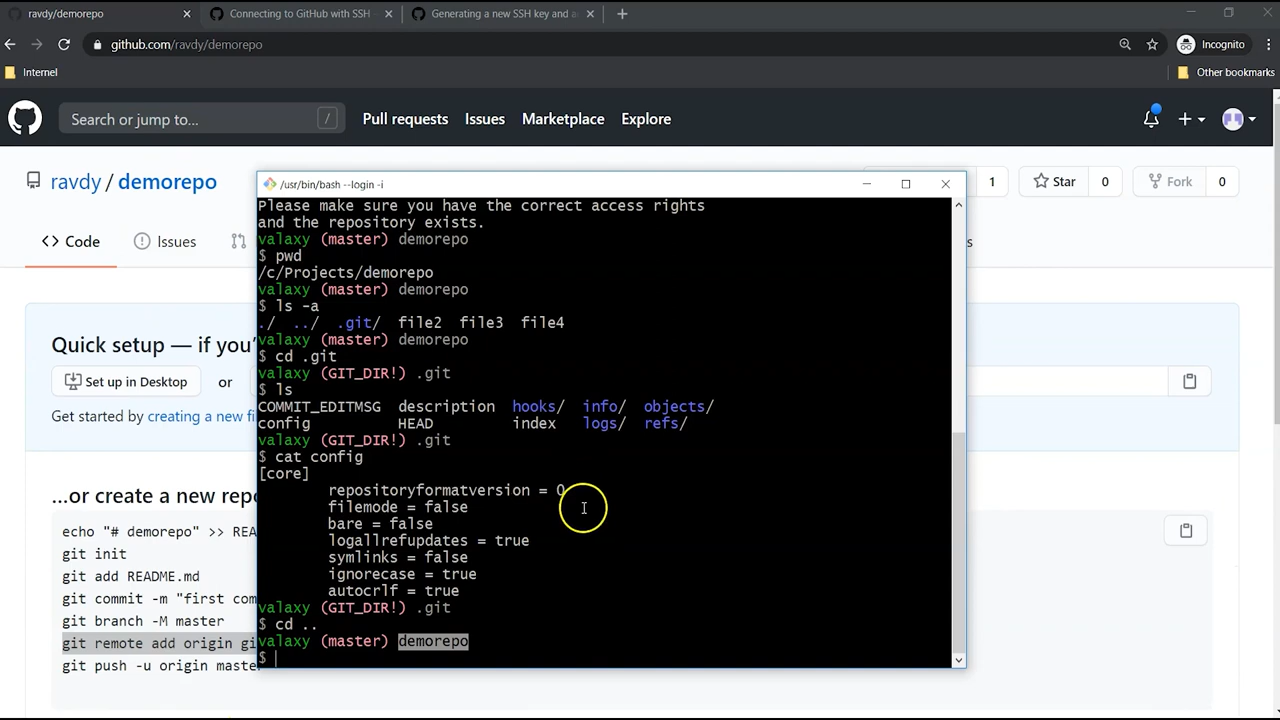 ravdy/demorepo
Connecting to GitHub with SSH
Generating a new SSH key and a
github.com/ravdy/demorepo
Incognito
Internet
Other bookmarks
Search or jump to...
/
Pull requests
Issues
Marketplace
Explore
ravdy / demorepo
1
Star
0
Fork
0
<> Code
Issues
s
Quick setup — if you'
Set up in Desktop
or
Get started by creating a new fi
...or create a new repo
echo "# demorepo" >> REA
git init
git add README.md
git commit -m "first com
git branch -M master
git remote add origin gi
git push -u origin maste
/usr/bin/bash --login -i
Please make sure you have the correct access rights
and the repository exists.
valaxy (master) demorepo
$ pwd
/c/Projects/demorepo
valaxy (master) demorepo
$ ls -a
./ ../ .git/ file2 file3 file4
valaxy (master) demorepo
$ cd .git
valaxy (GIT_DIR!) .git
$ ls
COMMIT_EDITMSG description hooks/ info/ objects/
config HEAD index logs/ refs/
valaxy (GIT_DIR!) .git
$ cat config
[core]
repositoryformatversion = 0
filemode = false
bare = false
logallrefupdates = true
symlinks = false
ignorecase = true
autocrlf = true
valaxy (GIT_DIR!) .git
$ cd ..
valaxy (master) demorepo
$